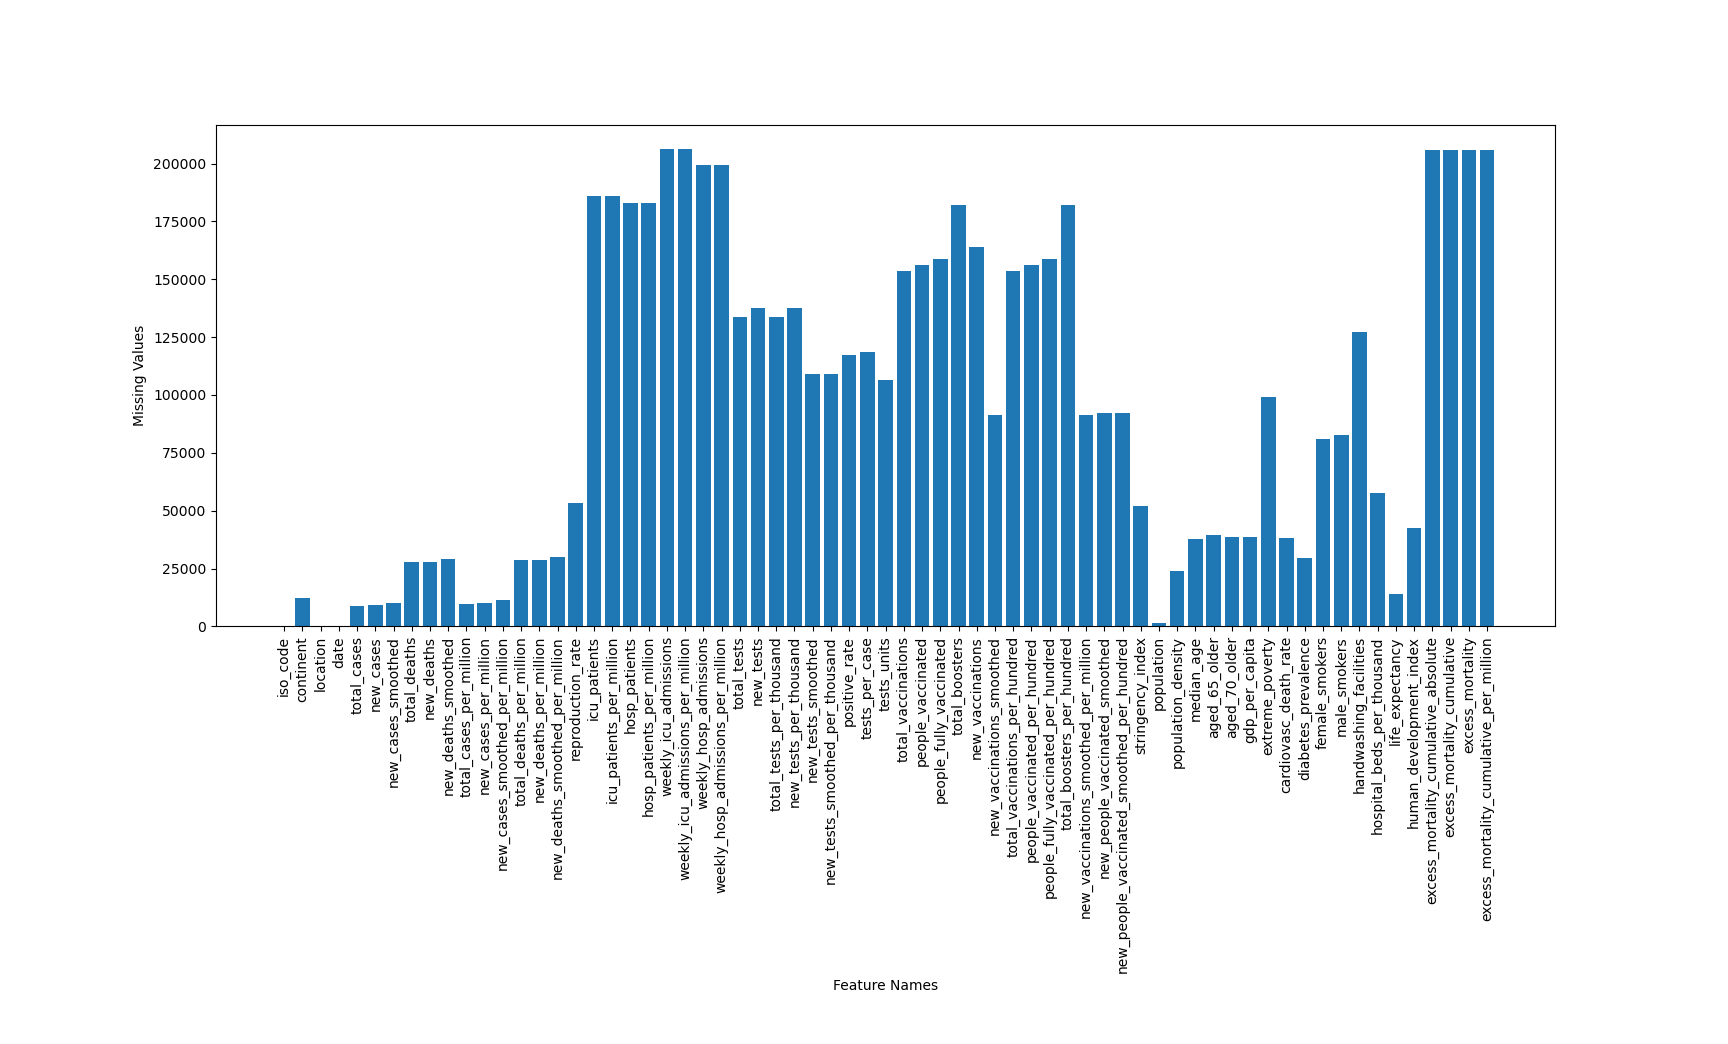 200000
175000
150000
125000
100000
75000
50000
25000
0
Missing Values
iso_code
continent
location
date
total_cases
new_cases
new_cases_smoothed
total_deaths
new_deaths
new_deaths_smoothed
total_cases_per_million
new_cases_per_million
new_cases_smoothed_per_million
total_deaths_per_million
new_deaths_per_million
new_deaths_smoothed_per_million
reproduction_rate
icu_patients
icu_patients_per_million
hosp_patients
hosp_patients_per_million
weekly_icu_admissions
weekly_icu_admissions_per_million
weekly_hosp_admissions
weekly_hosp_admissions_per_million
total_tests
new_tests
total_tests_per_thousand
new_tests_per_thousand
new_tests_smoothed
new_tests_smoothed_per_thousand
positive_rate
tests_per_case
tests_units
total_vaccinations
people_vaccinated
people_fully_vaccinated
total_boosters
new_vaccinations
new_vaccinations_smoothed
total_vaccinations_per_hundred
people_vaccinated_per_hundred
people_fully_vaccinated_per_hundred
total_boosters_per_hundred
new_vaccinations_smoothed_per_million
new_people_vaccinated_smoothed
new_people_vaccinated_smoothed_per_hundred
stringency_index
population
population_density
median_age
aged_65_older
aged_70_older
gdp_per_capita
extreme_poverty
cardiovasc_death_rate
diabetes_prevalence
female_smokers
male_smokers
handwashing_facilities
hospital_beds_per_thousand
life_expectancy
human_development_index
excess_mortality_cumulative_absolute
excess_mortality_cumulative
excess_mortality
excess_mortality_cumulative_per_million
Feature Names